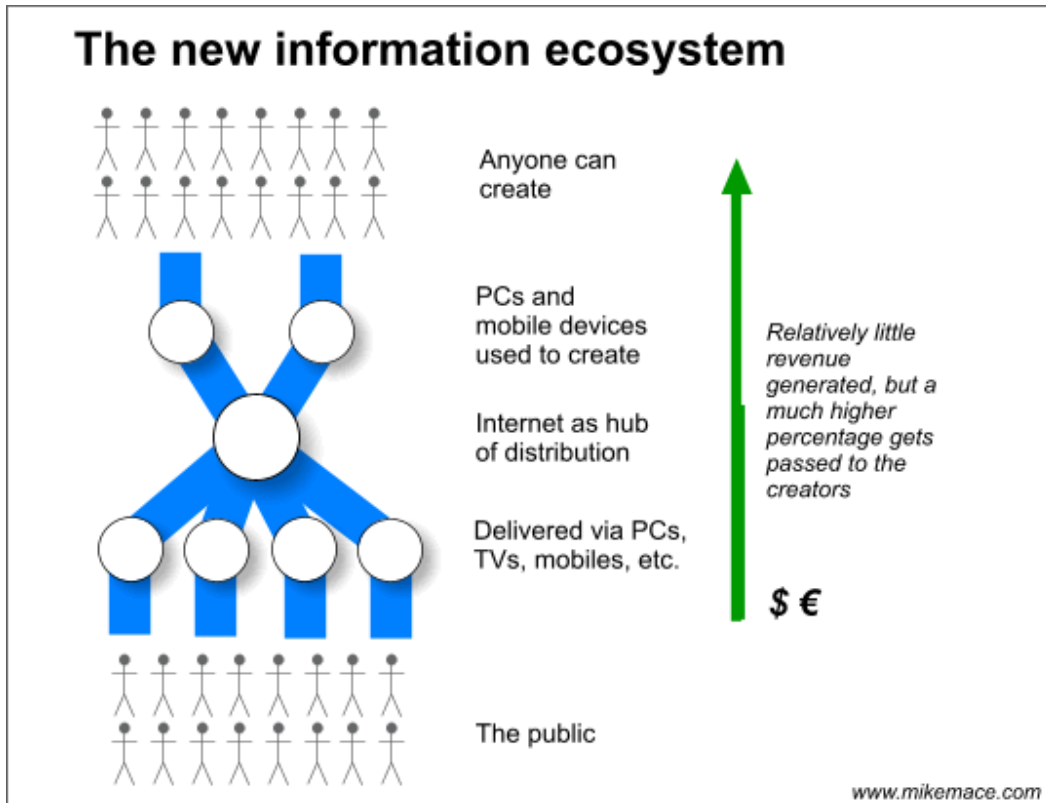 The new information ecosystem
Anyone can
create
PCs and
mobile devices
used to create
Relatively little
revenue
generated, but a
much higher
percentage gets
passed to the
creators
Internet as hub
of distribution
Delivered via PCs,
TVs, mobiles, etc.
$ €
The public
www.mikemace.com